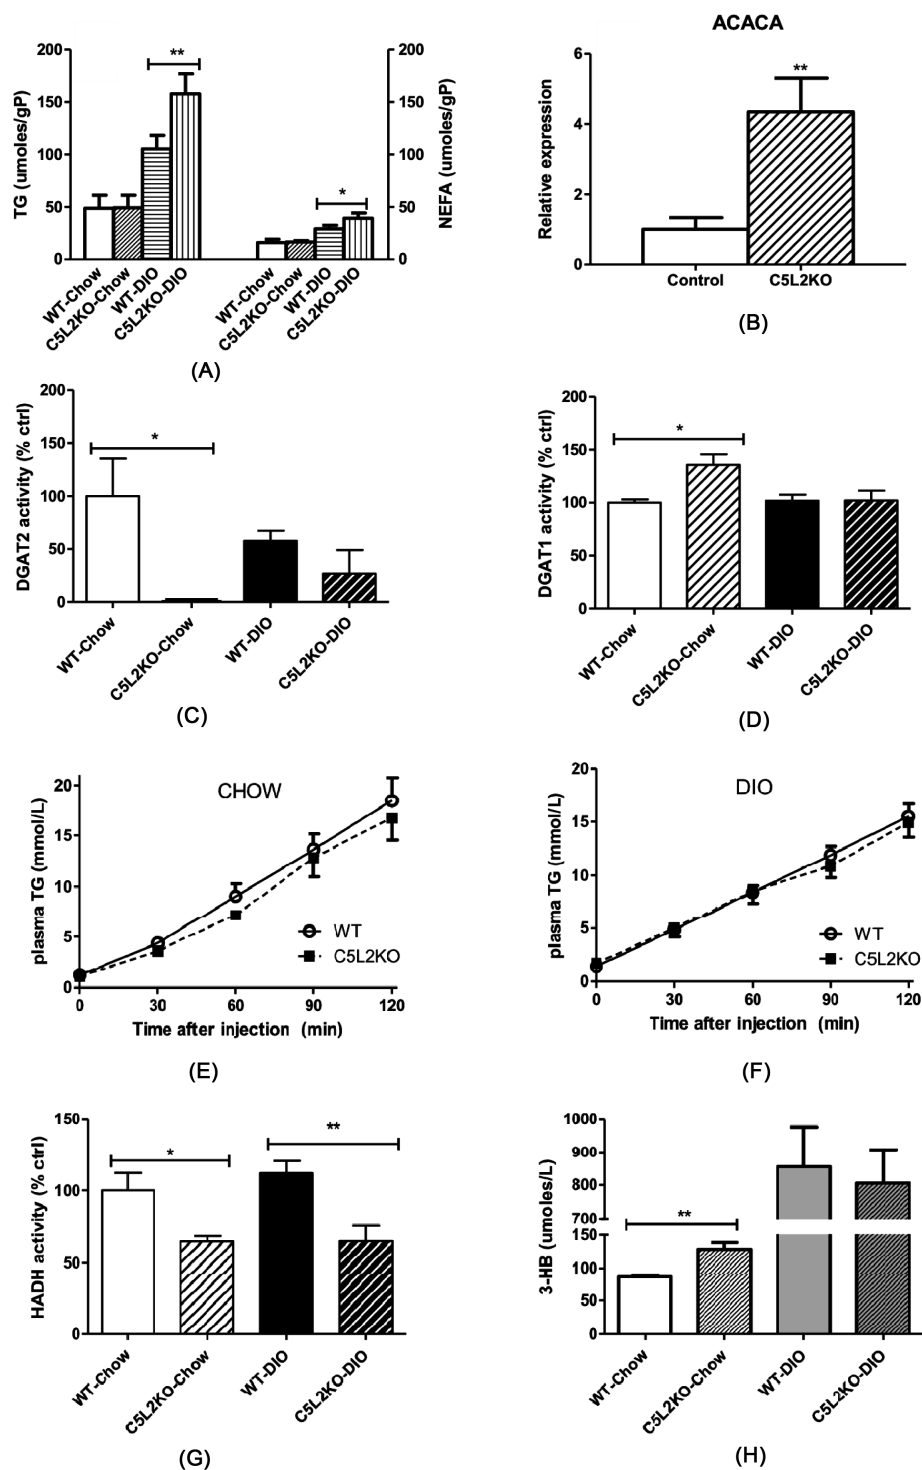 TG (umoles/gP)
200
150
100
50
0
**
*
200
150
100
50
0
NEFA (umoles/gP)
WT-Chow
C5L2KO-Chow
WT-DIO
C5L2KO-DIO
WT-Chow
C5L2KO-Chow
WT-DIO
C5L2KO-DIO
(A)
ACACA
Relative expression
6
4
2
0
**
Control
C5L2KO
(B)
DGAT2 activity (% ctrl)
200
150
100
50
0
*
WT-Chow
C5L2KO-Chow
WT-DIO
C5L2KO-DIO
(C)
DGAT1 activity (% ctrl)
200
150
100
50
0
*
WT-Chow
C5L2KO-Chow
WT-DIO
C5L2KO-DIO
(D)
plasma TG (mmol/L)
20
15
10
5
0
CHOW
WT
C5L2KO
0 30 60 90 120
Time after injection (min)
(E)
plasma TG (mmol/L)
20
15
10
5
0
DIO
WT
C5L2KO
0 30 60 90 120
Time after injection (min)
(F)
HADH activity (% ctrl)
150
100
50
0
*
**
WT-Chow
C5L2KO-Chow
WT-DIO
C5L2KO-DIO
(G)
3-HB (umoles/L)
1000
900
800
700
150
100
50
0
**
WT-Chow
C5L2KO-Chow
WT-DIO
C5L2KO-DIO
(H)